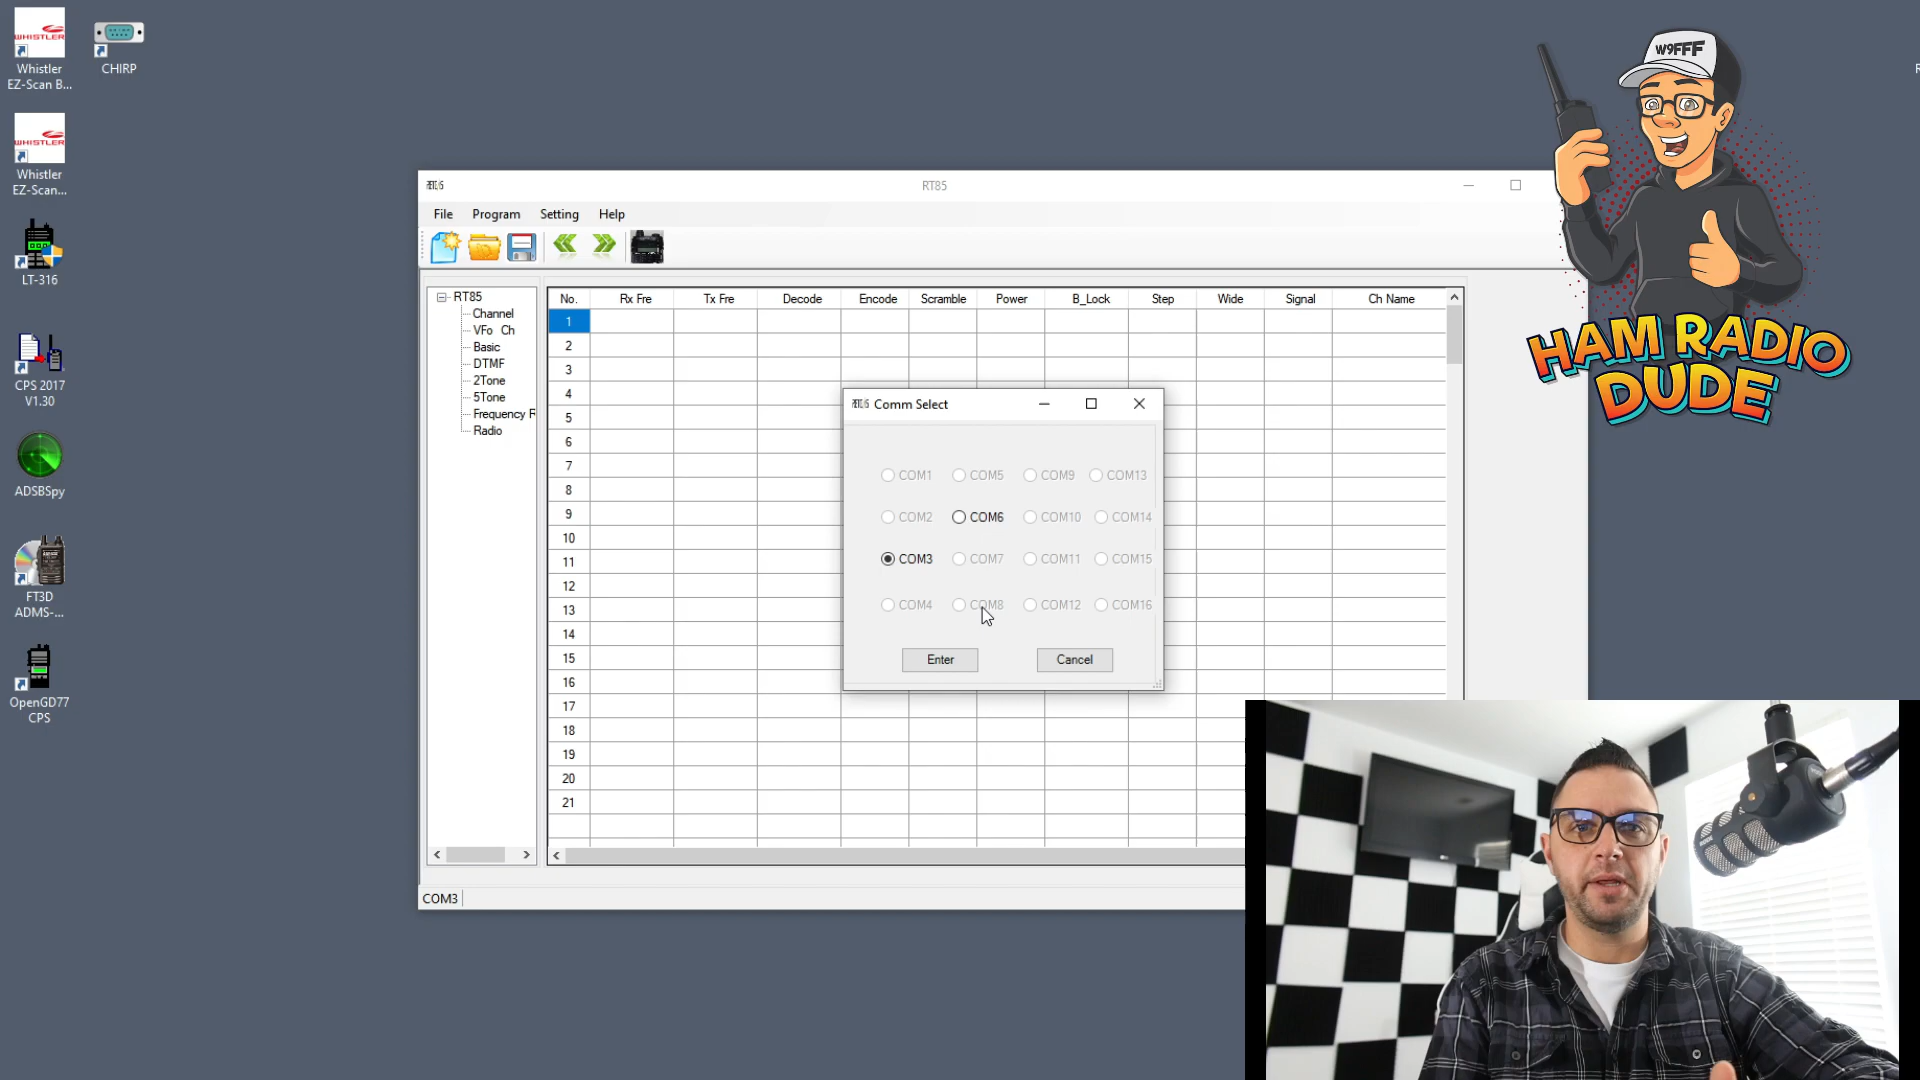 WHISTLER
Whistler
EZ-Scan B...
CHIRP
WHISTLER
Whistler
EZ-Scan...
LT-316
CPS 2017
V1.30
ADSBSpy
FT3D
ADMS-...
OpenGD77
CPS
RT85
File Program Setting Help
RT85
Channel
VFo Ch
Basic
DTMF
2Tone
5Tone
Frequency R
Radio
No. Rx Fre Tx Fre Decode Encode Scramble Power B_Lock Step Wide Signal Ch Name
1
2
3
4
5
6
7
8
9
10
11
12
13
14
15
16
17
18
19
20
21
Comm Select
COM1 COM5 COM9 COM13
COM2 COM6 COM10 COM14
COM3 COM7 COM11 COM15
COM4 COM8 COM12 COM16
Enter Cancel
COM3
W9FFF
HAM RADIO
DUDE